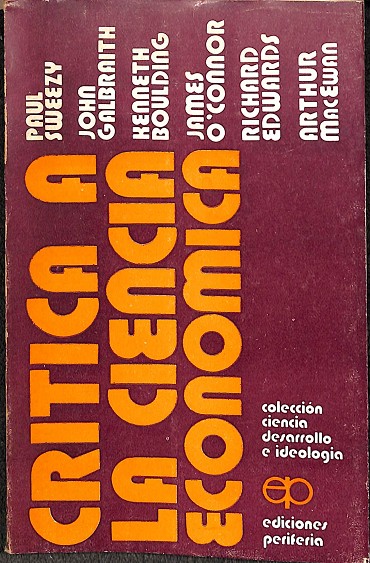 PAUL
SWEEZY
JOHN
GALBRAITH
KENNETH
BOULDING
JAMES
O'CONNOR
RICHARD
EDWARDS
ARTHUR
MACEWAN
CRITICA A
LA CIENCIA
ECONOMICA
colección
ciencia
desarrollo
e ideologia
ep
ediciones
periferia